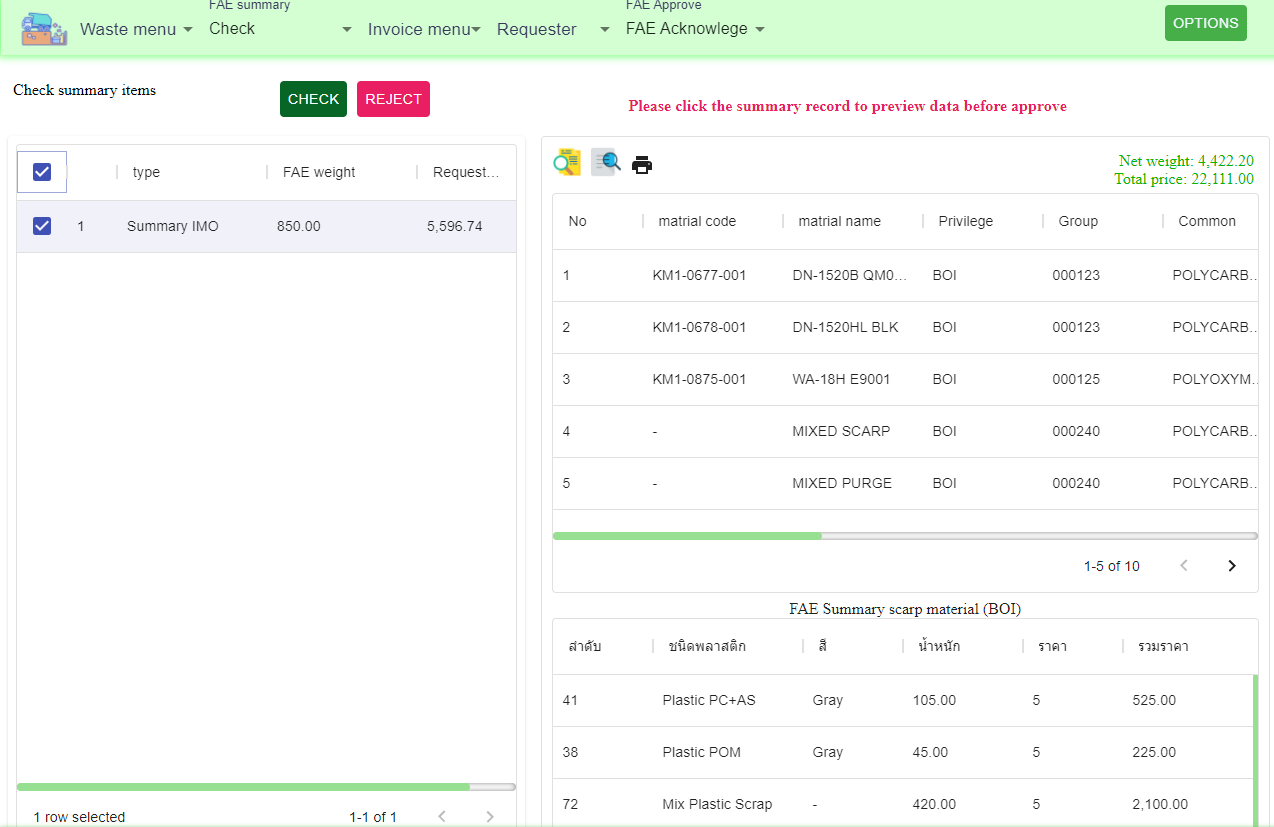 FAE summary
FAE Approve
Waste menu
Check
Invoice menu
Requester
FAE Acknowlege
OPTIONS
Check summary items
CHECK
REJECT
Please click the summary record to preview data before approve
type
FAE weight
Request...
1
Summary IMO
850.00
5,596.74
1 row selected
1-1 of 1
Net weight: 4,422.20
Total price: 22,111.00
No
matrial code
matrial name
Privilege
Group
Common
1
KM1-0677-001
DN-1520B QM0...
BOI
000123
POLYCARB...
2
KM1-0678-001
DN-1520HL BLK
BOI
000123
POLYCARB...
3
KM1-0875-001
WA-18H E9001
BOI
000125
POLYOXYM...
4
-
MIXED SCARP
BOI
000240
POLYCARB...
5
-
MIXED PURGE
BOI
000240
POLYCARB...
1-5 of 10
FAE Summary scarp material (BOI)
ลำดับ
ชนิดพลาสติก
สี
น้ำหนัก
ราคา
รวมราคา
41
Plastic PC+AS
Gray
105.00
5
525.00
38
Plastic POM
Gray
45.00
5
225.00
72
Mix Plastic Scrap
-
420.00
5
2,100.00